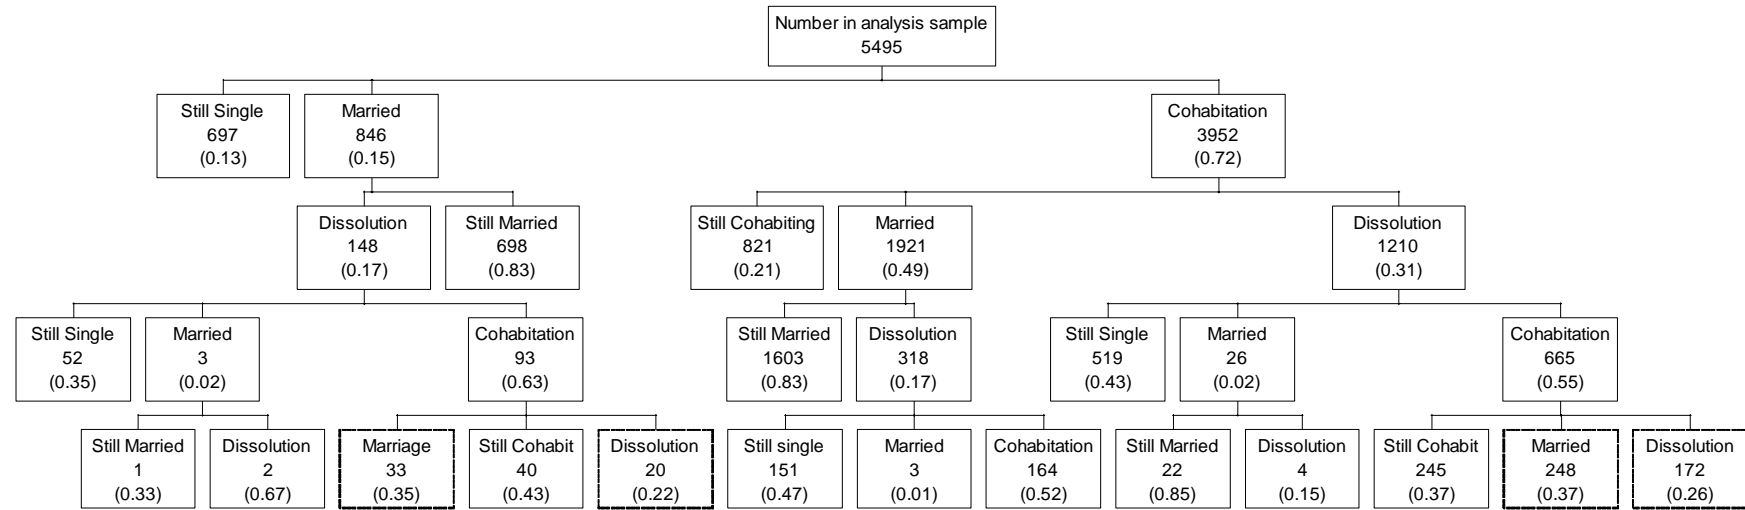 Number in analysis sample
5495
Still Single
697
(0.13)
Married
846
(0.15)
Cohabitation
3952
(0.72)
Dissolution
148
(0.17)
Still Married
698
(0.83)
Still Cohabiting
821
(0.21)
Married
1921
(0.49)
Dissolution
1210
(0.31)
Still Single
52
(0.35)
Married
3
(0.02)
Cohabitation
93
(0.63)
Still Married
1603
(0.83)
Dissolution
318
(0.17)
Still Single
519
(0.43)
Married
26
(0.02)
Cohabitation
665
(0.55)
Still Married
1
(0.33)
Dissolution
2
(0.67)
Marriage
33
(0.35)
Still Cohabit
40
(0.43)
Dissolution
20
(0.22)
Still single
151
(0.47)
Married
3
(0.01)
Cohabitation
164
(0.52)
Still Married
22
(0.85)
Dissolution
4
(0.15)
Still Cohabit
245
(0.37)
Married
248
(0.37)
Dissolution
172
(0.26)